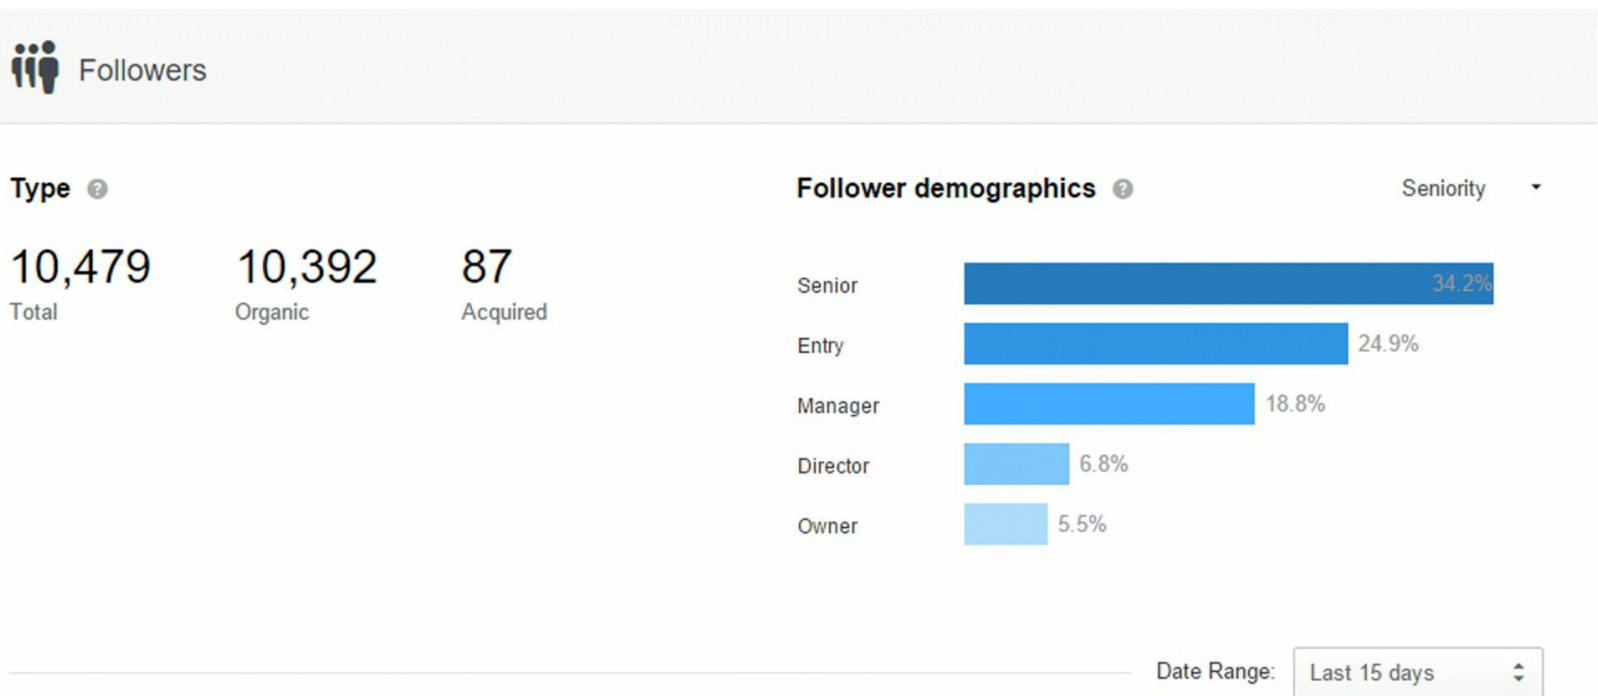 Followers
Type ?
10,479 10,392 87
Total Organic Acquired
Follower demographics ? Seniority
Senior 34.2%
Entry 24.9%
Manager 18.8%
Director 6.8%
Owner 5.5%
Date Range: Last 15 days